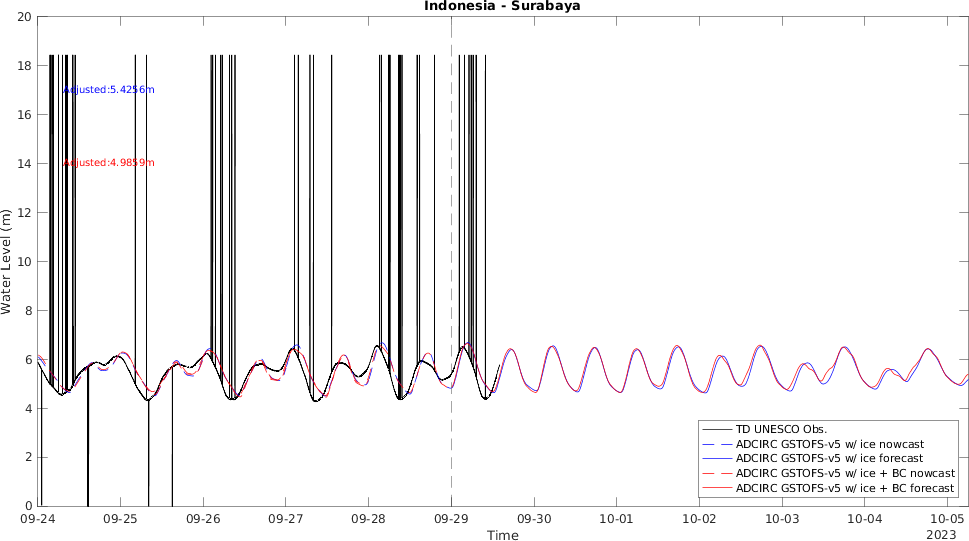 Indonesia - Surabaya
20
18
16
14
12
10
8
6
4
2
0
Water Level (m)
Adjusted:5.4256m
Adjusted:4.9859m
TD UNESCO Obs.
ADCIRC GSTOFS-v5 w/ ice nowcast
ADCIRC GSTOFS-v5 w/ ice forecast
ADCIRC GSTOFS-v5 w/ ice + BC nowcast
ADCIRC GSTOFS-v5 w/ ice + BC forecast
09-24 09-25 09-26 09-27 09-28 09-29 09-30 10-01 10-02 10-03 10-04 10-05
Time
2023